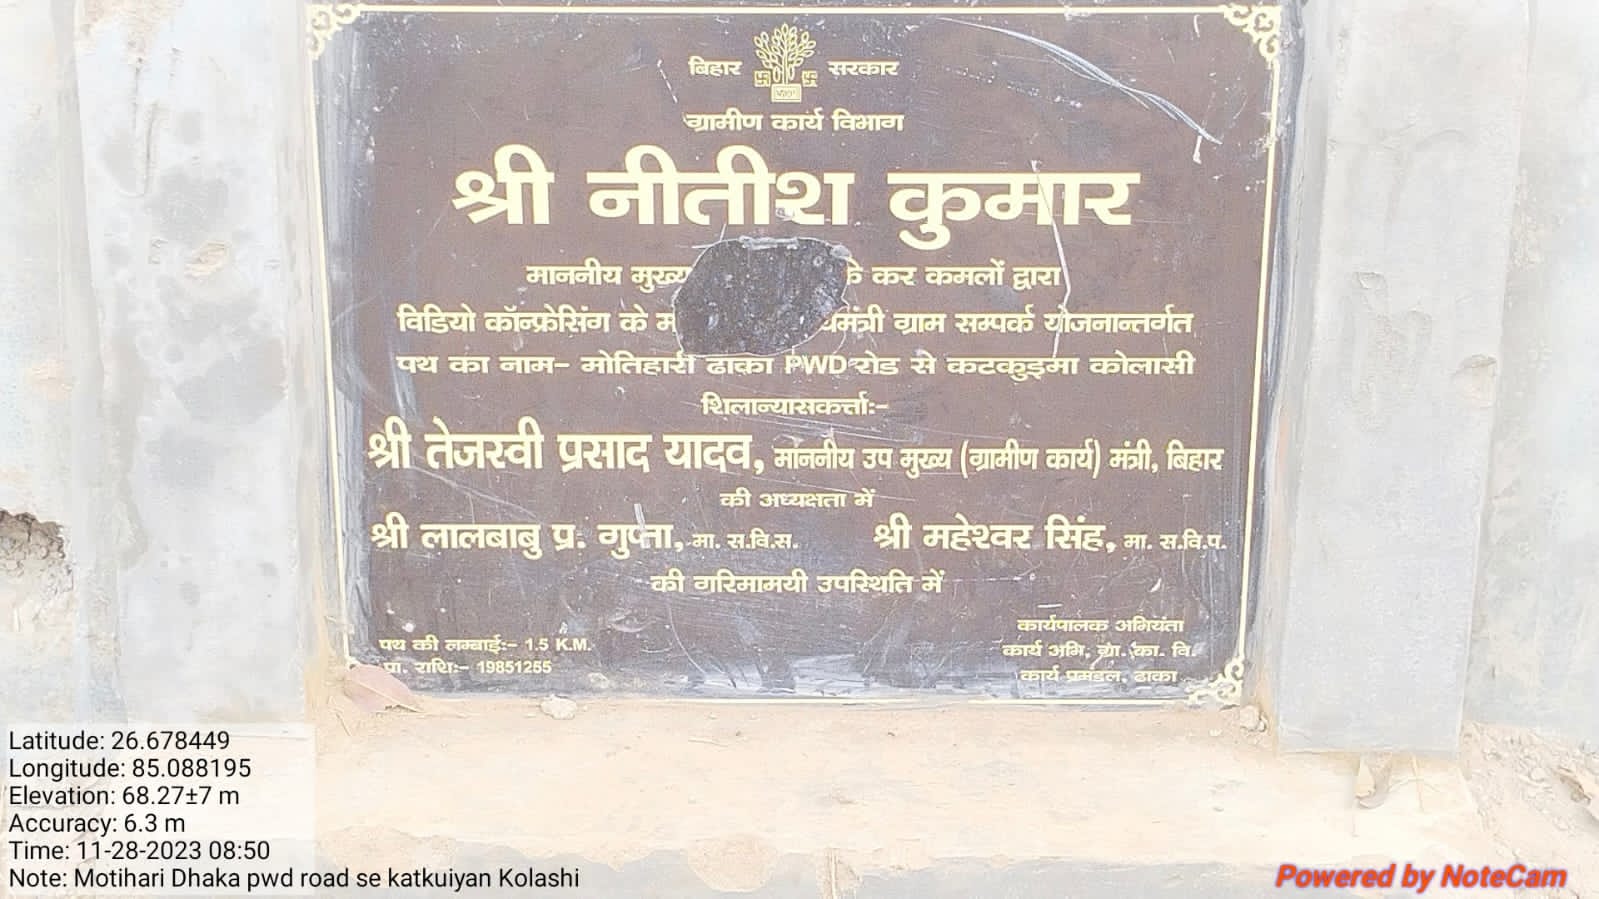 बिहार सरकार
ग्रामीण कार्य विभाग
श्री नीतीश कुमार
माननीय मुख्य के कर कमलों द्वारा
विडियो कॉन्फ्रेसिंग के ग्राम सम्पर्क योजनान्तर्गत
पथ का नाम- मोतिहारी ढाका PWD रोड से कटकुइमा कोलासी
शिलान्यासकर्त्ता:-
श्री तेजस्वी प्रसाद यादव, माननीय उप मुख्य (ग्रामीण कार्य) मंत्री, बिहार
की अध्यक्षता में
श्री लालबाबु प्र. गुप्ता, मा. स.वि.स. श्री महेश्वर सिंह, मा. स.वि.प.
की गरिमामयी उपस्थिति में
पथ की लम्बाई:- 1.5 K.M.
प्रा. राशि:- 19851255
कार्यपालक अभियंता
कार्य अभि. ग्रा. का. वि.
कार्य प्रमंडल, ढाका
Latitude: 26.678449
Longitude: 85.088195
Elevation: 68.27±7 m
Accuracy: 6.3 m
Time: 11-28-2023 08:50
Note: Motihari Dhaka pwd road se katkuiyan Kolashi
Powered by NoteCam